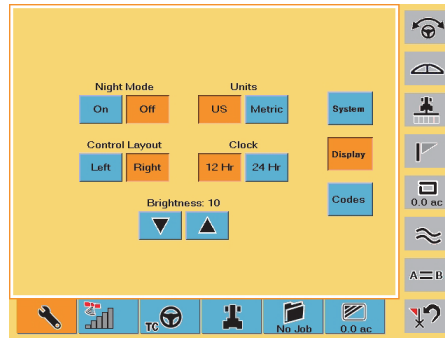 Night Mode Units
On Off US Metric System
Control Layout Clock
Left Right 12 Hr 24 Hr Display
Brightness: 10 Codes
0.0 ac
A=B
TC No Job 0.0 ac